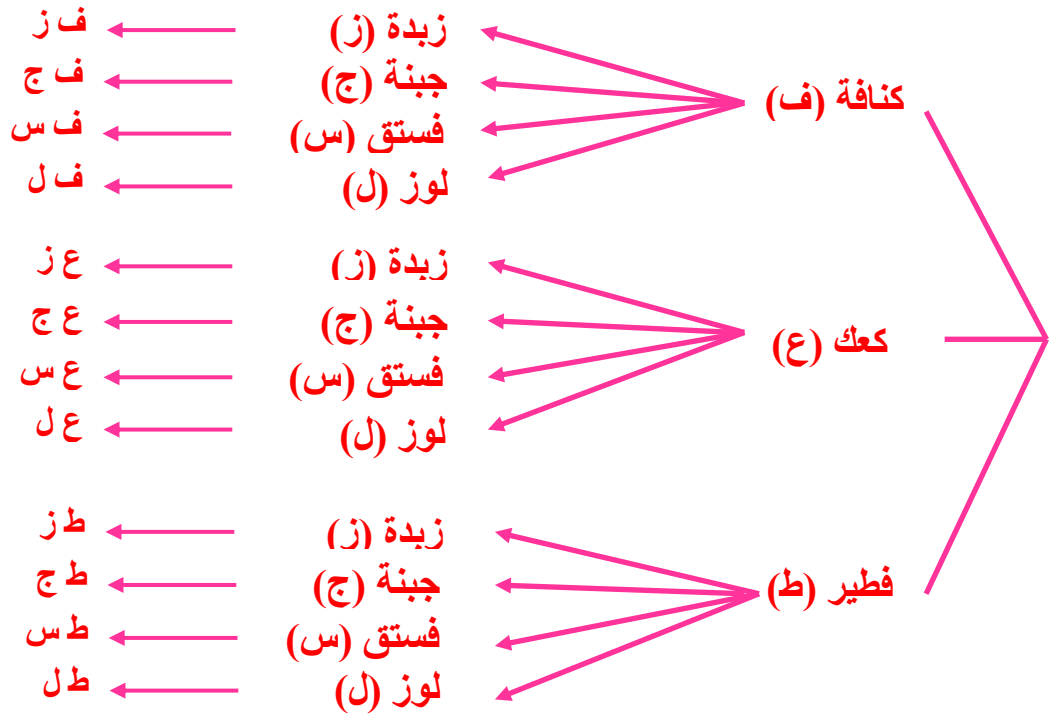 كنافة (ف)
زبدة (ز) ف ز
جبنة (ج) ف ج
فستق (س) ف س
لوز (ل) ف ل
كعك (ع)
زبدة (ز) ع ز
جبنة (ج) ع ج
فستق (س) ع س
لوز (ل) ع ل
فطير (ط)
زبدة (ز) ط ز
جبنة (ج) ط ج
فستق (س) ط س
لوز (ل) ط ل